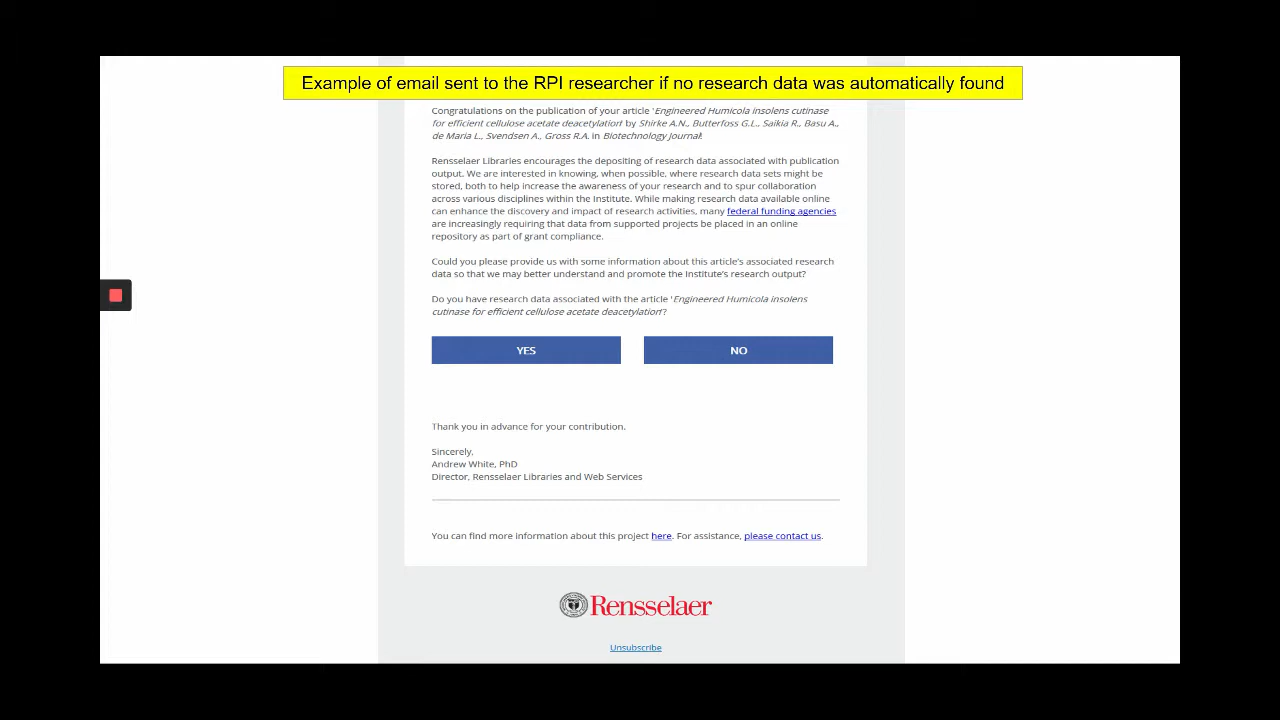 Example of email sent to the RPI researcher if no research data was automatically found
Congratulations on the publication of your article 'Engineered Humicola insolens cutinase
for efficient cellulose acetate deacetylation' by Shirke A.N., Butterfoss G.L., Saikia R., Basu A.,
de Maria L., Svendsen A., Gross R.A. in Biotechnology Journal!
Rensselaer Libraries encourages the depositing of research data associated with publication
output. We are interested in knowing, when possible, where research data sets might be
stored, both to help increase the awareness of your research and to spur collaboration
across various disciplines within the Institute. While making research data available online
can enhance the discovery and impact of research activities, many federal funding agencies
are increasingly requiring that data from supported projects be placed in an online
repository as part of grant compliance.
Could you please provide us with some information about this article's associated research
data so that we may better understand and promote the Institute's research output?
Do you have research data associated with the article 'Engineered Humicola insolens
cutinase for efficient cellulose acetate deacetylation'?
YES
NO
Thank you in advance for your contribution.
Sincerely,
Andrew White, PhD
Director, Rensselaer Libraries and Web Services
You can find more information about this project here. For assistance, please contact us.
Rensselaer
Unsubscribe